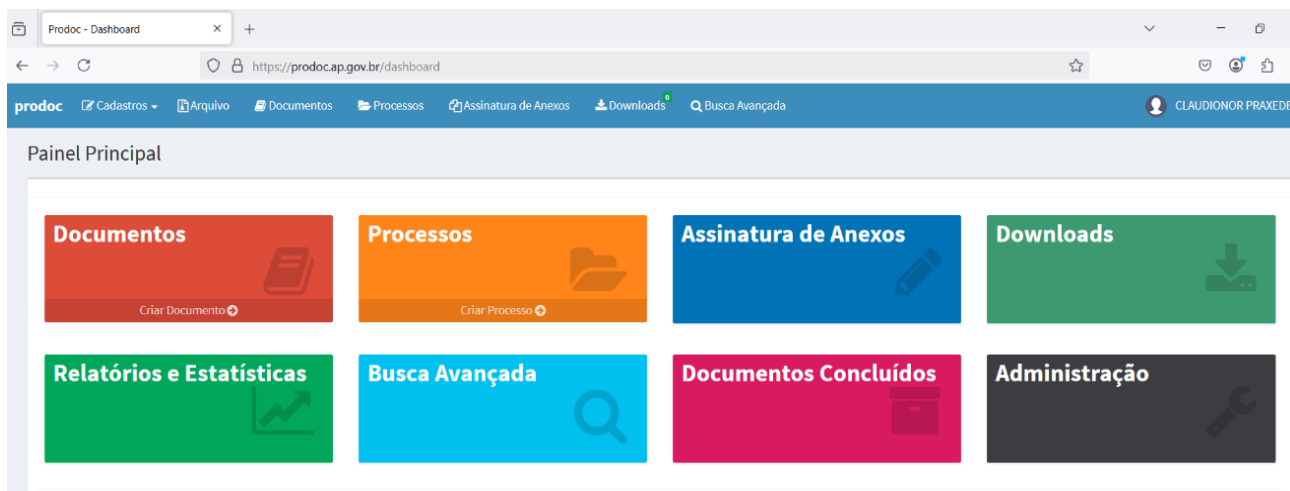 Prodoc - Dashboard
https://prodoc.ap.gov.br/dashboard
prodoc Cadastros Arquivo Documentos Processos Assinatura de Anexos Downloads 0 Busca Avançada CLAUDIONOR PRAXEDE
Painel Principal
Documentos Processos Assinatura de Anexos Downloads
Criar Documento Criar Processo
Relatórios e Estatísticas Busca Avançada Documentos Concluídos Administração